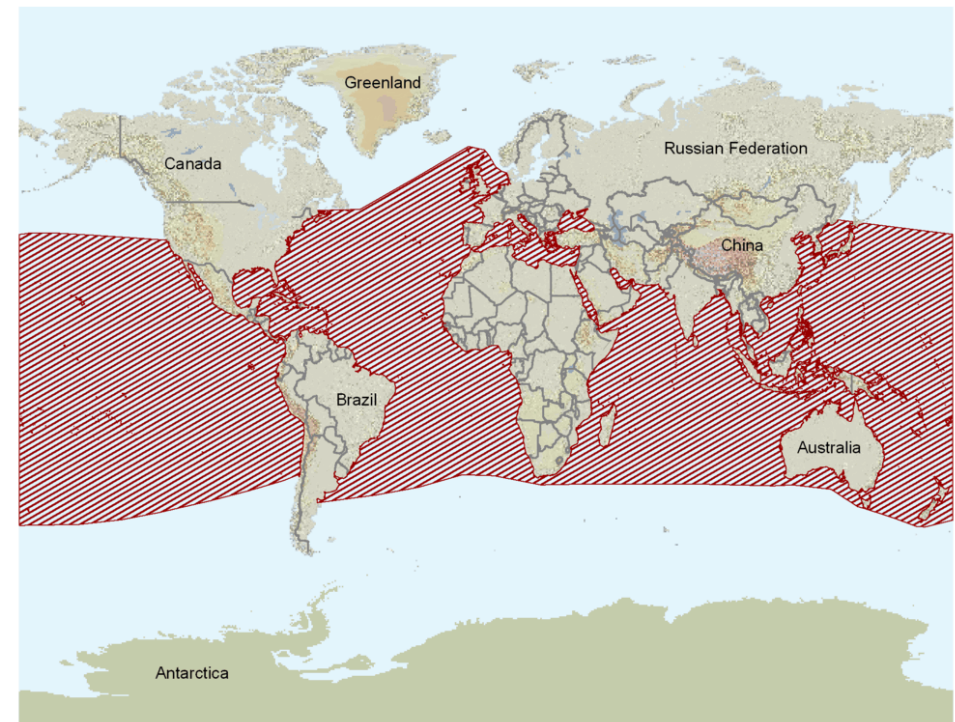 Greenland
Canada
Russian Federation
China
Brazil
Australia
Antarctica